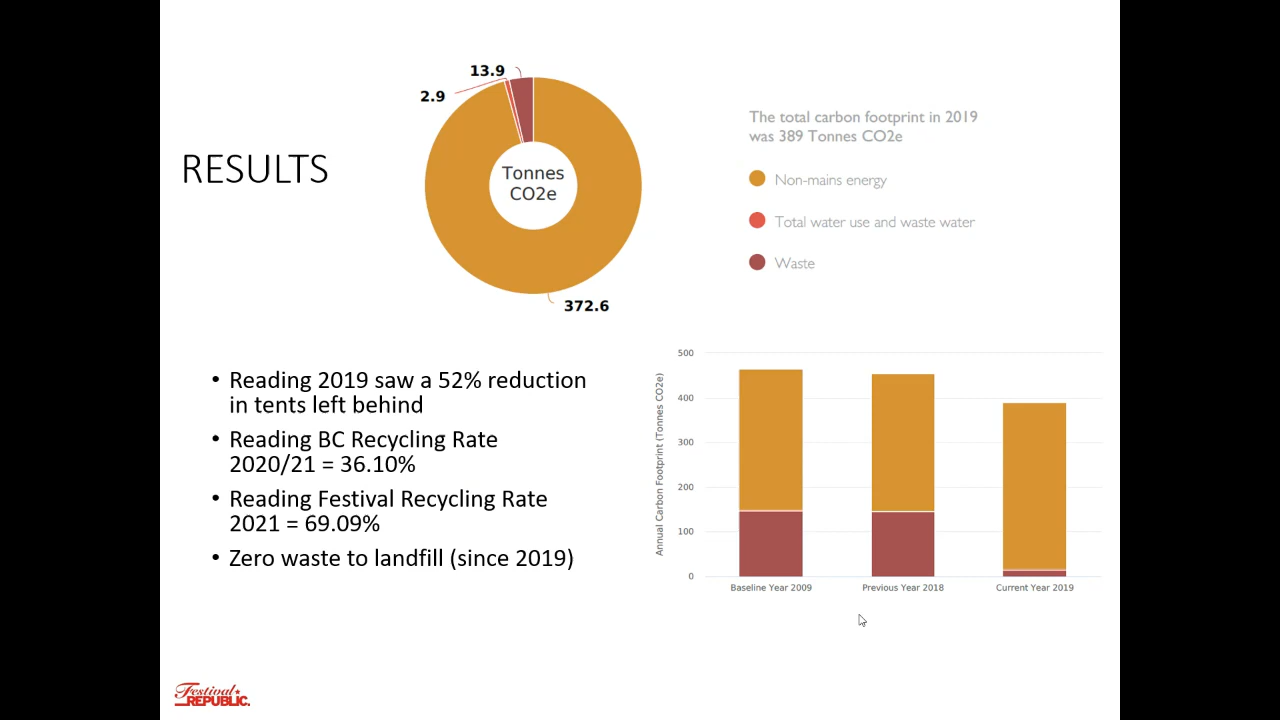 RESULTS
13.9
2.9
Tonnes
CO2e
372.6
The total carbon footprint in 2019
was 389 Tonnes CO2e
Non-mains energy
Total water use and waste water
Waste
• Reading 2019 saw a 52% reduction
in tents left behind
• Reading BC Recycling Rate
2020/21 = 36.10%
• Reading Festival Recycling Rate
2021 = 69.09%
• Zero waste to landfill (since 2019)
Annual Carbon Footprint (Tonnes CO2e)
500
400
300
200
100
0
Baseline Year 2009
Previous Year 2018
Current Year 2019
Festival
REPUBLIC.